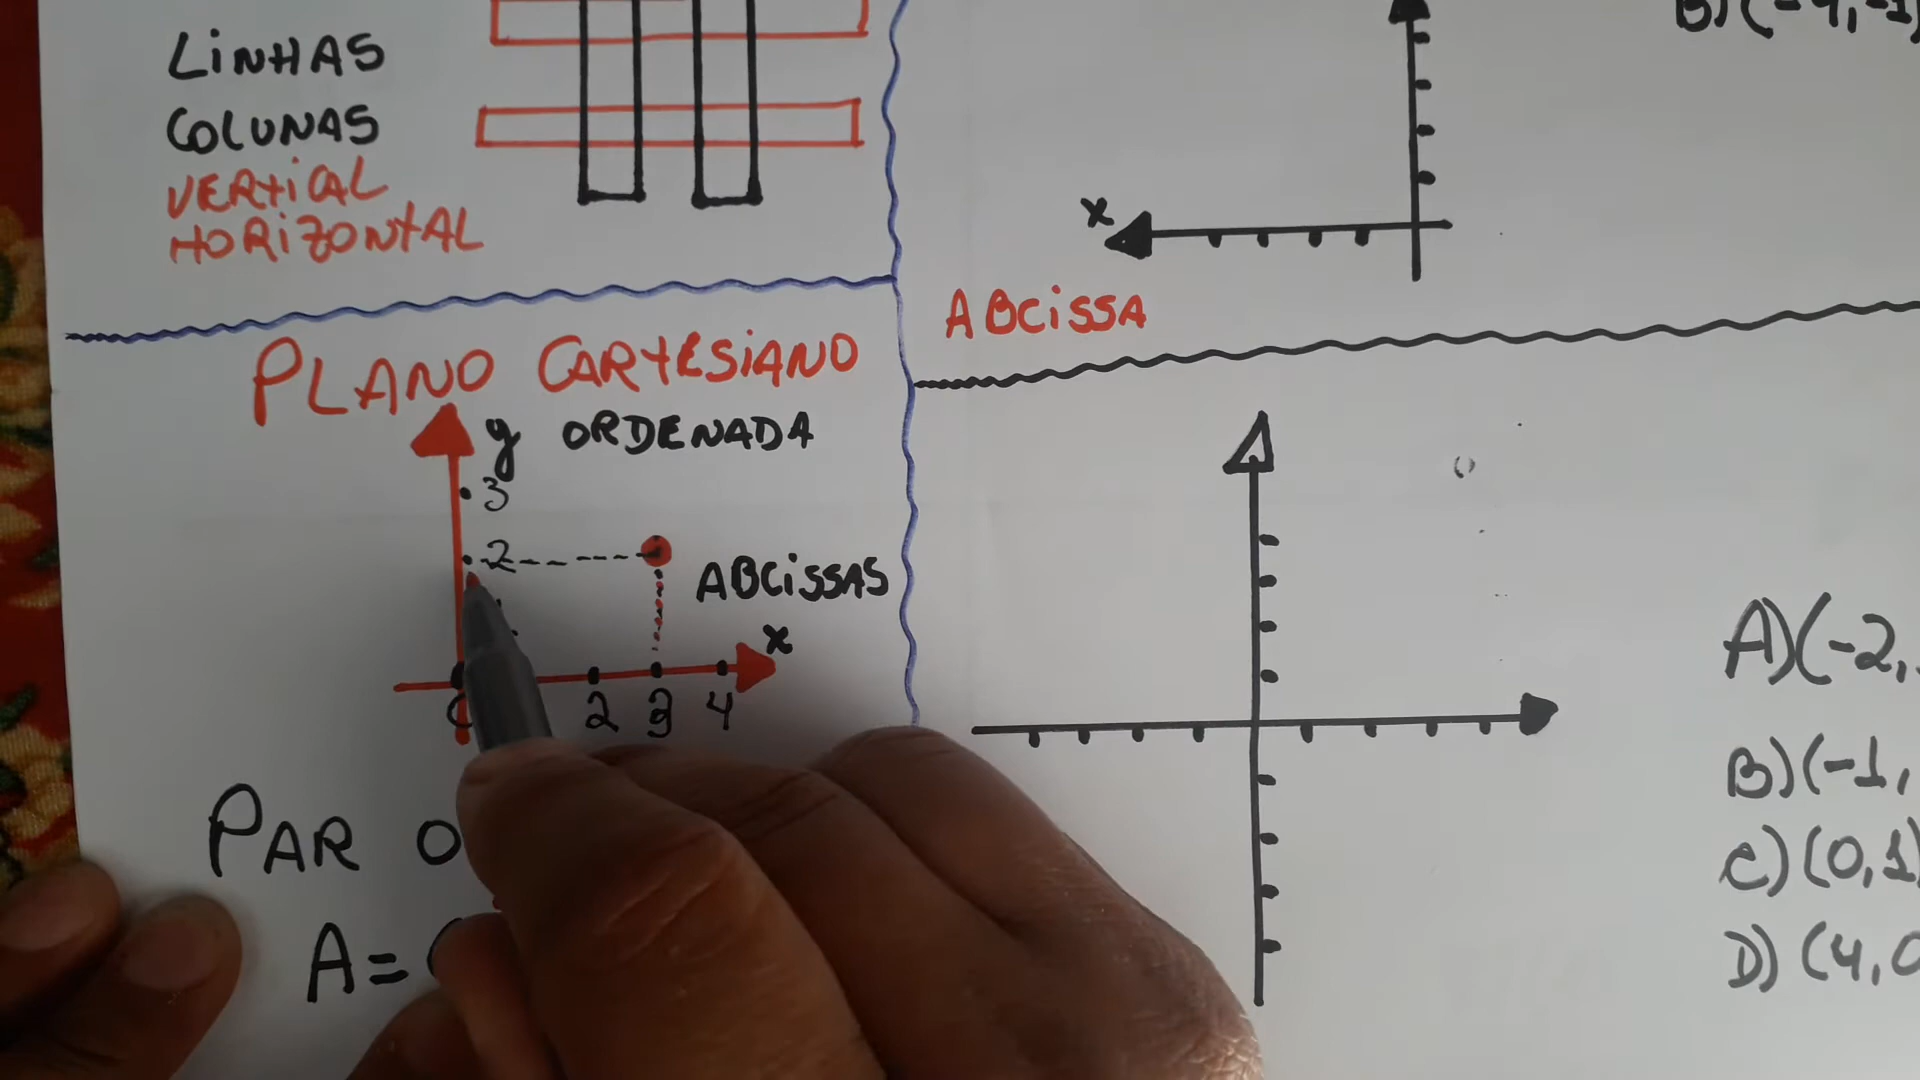 LINHAS
COLUNAS
VERTICAL
HORIZONTAL
PLANO CARTESIANO
y ORDENADA
3
2
ABCISSAS
x
2 3 4
PAR O
A=
x
ABCISSA
A) (-2,
B) (-1,
C) (0,1)
D) (4,0